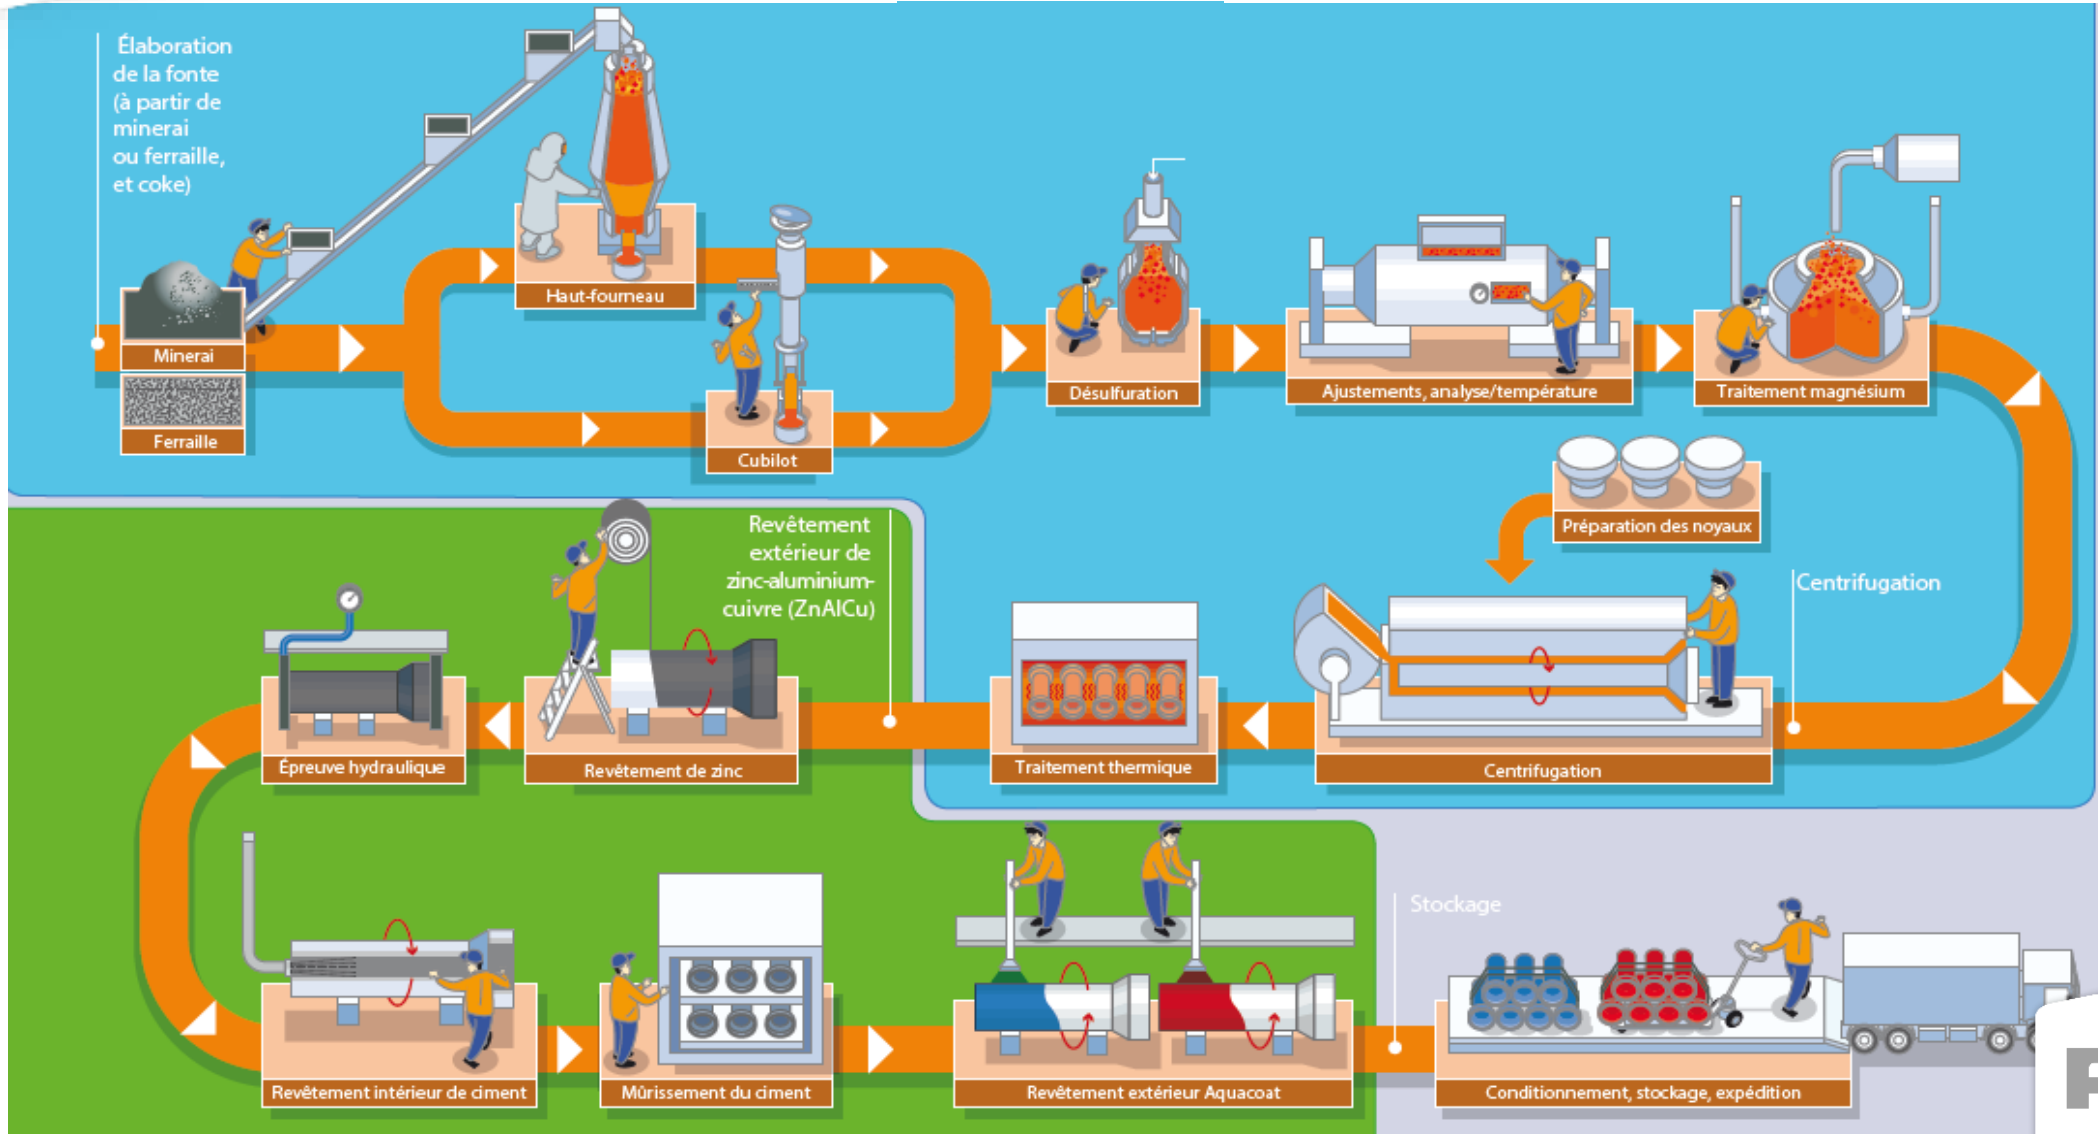 Élaboration
de la fonte
(à partir de
minerai
ou ferraille,
et coke)
Minerai
Ferraille
Haut-fourneau
Cubilot
Désulfuration
Ajustements, analyse/température
Traitement magnésium
Préparation des noyaux
Centrifugation
Centrifugation
Traitement thermique
Revêtement
extérieur de
zinc-aluminium-
cuivre (ZnAlCu)
Revêtement de zinc
Épreuve hydraulique
Revêtement intérieur de ciment
Mûrissement du ciment
Revêtement extérieur Aquacoat
Stockage
Conditionnement, stockage, expédition